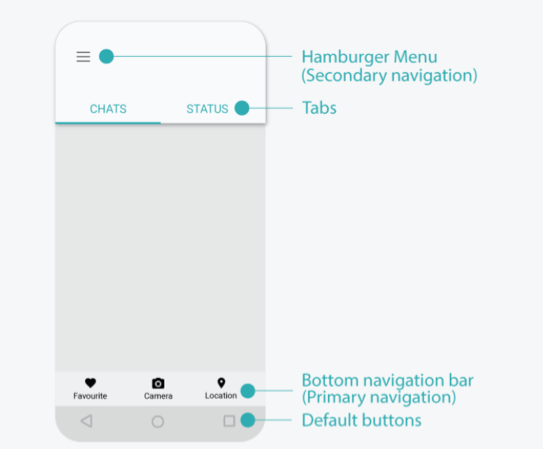 Hamburger Menu
(Secondary navigation)
CHATS
STATUS
Tabs
Favourite
Camera
Location
Bottom navigation bar
(Primary navigation)
Default buttons